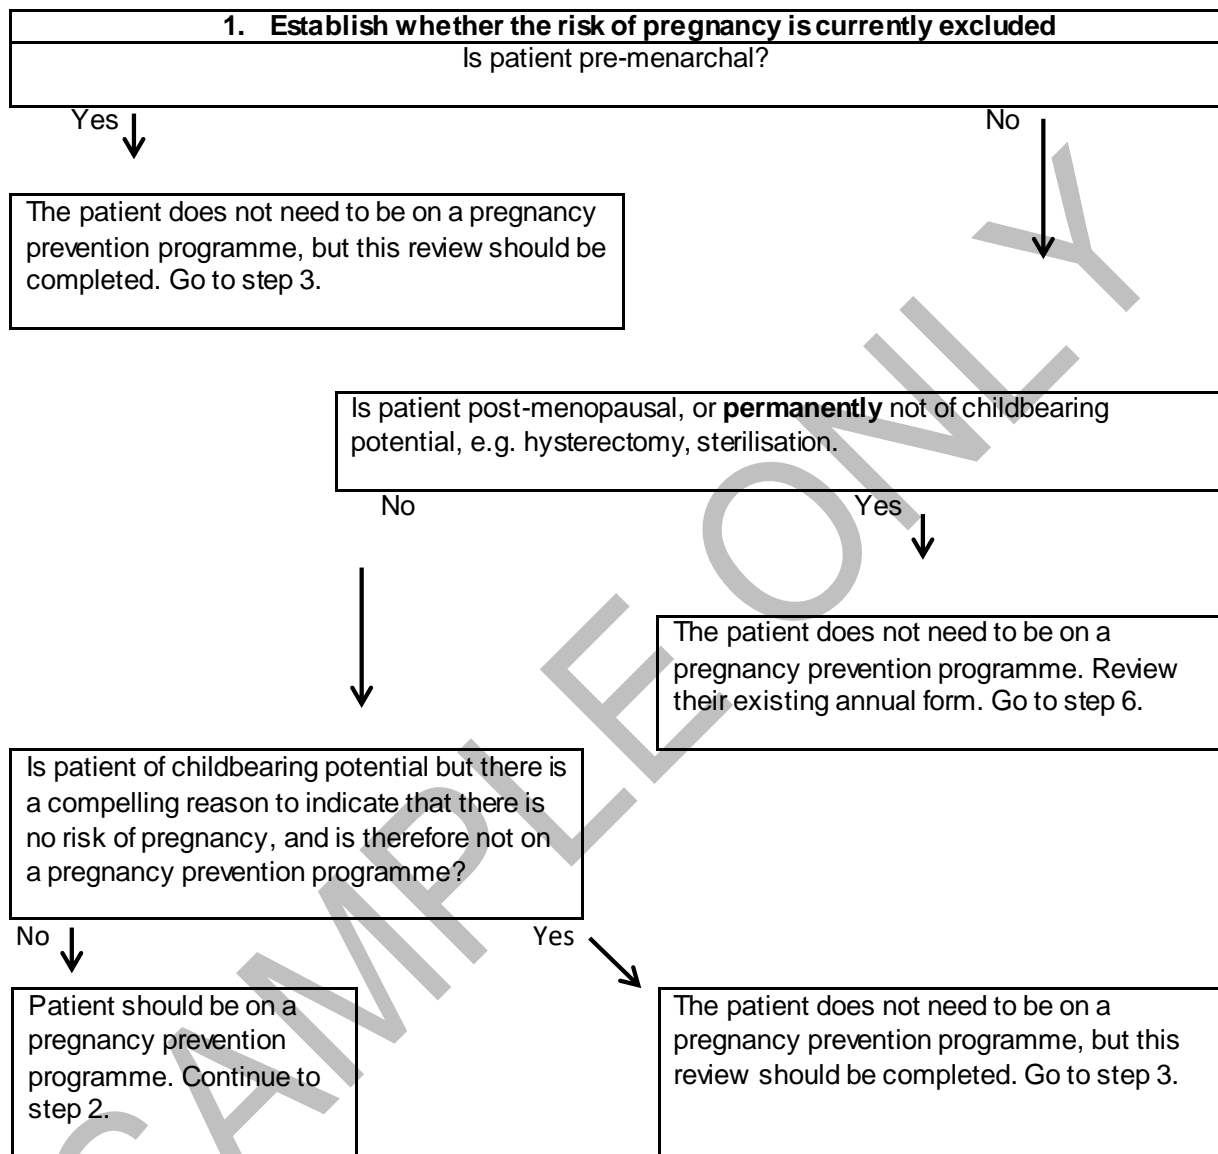 1. Establish whether the risk of pregnancy is currently excluded
Is patient pre-menarchal?
Yes
No
The patient does not need to be on a pregnancy
prevention programme, but this review should be
completed. Go to step 3.
Is patient post-menopausal, or permanently not of childbearing
potential, e.g. hysterectomy, sterilisation.
No
Yes
The patient does not need to be on a
pregnancy prevention programme. Review
their existing annual form. Go to step 6.
Is patient of childbearing potential but there is
a compelling reason to indicate that there is
no risk of pregnancy, and is therefore not on
a pregnancy prevention programme?
No
Yes
Patient should be on a
pregnancy prevention
programme. Continue to
step 2.
The patient does not need to be on a
pregnancy prevention programme, but this
review should be completed. Go to step 3.
SAMPLE ONLY